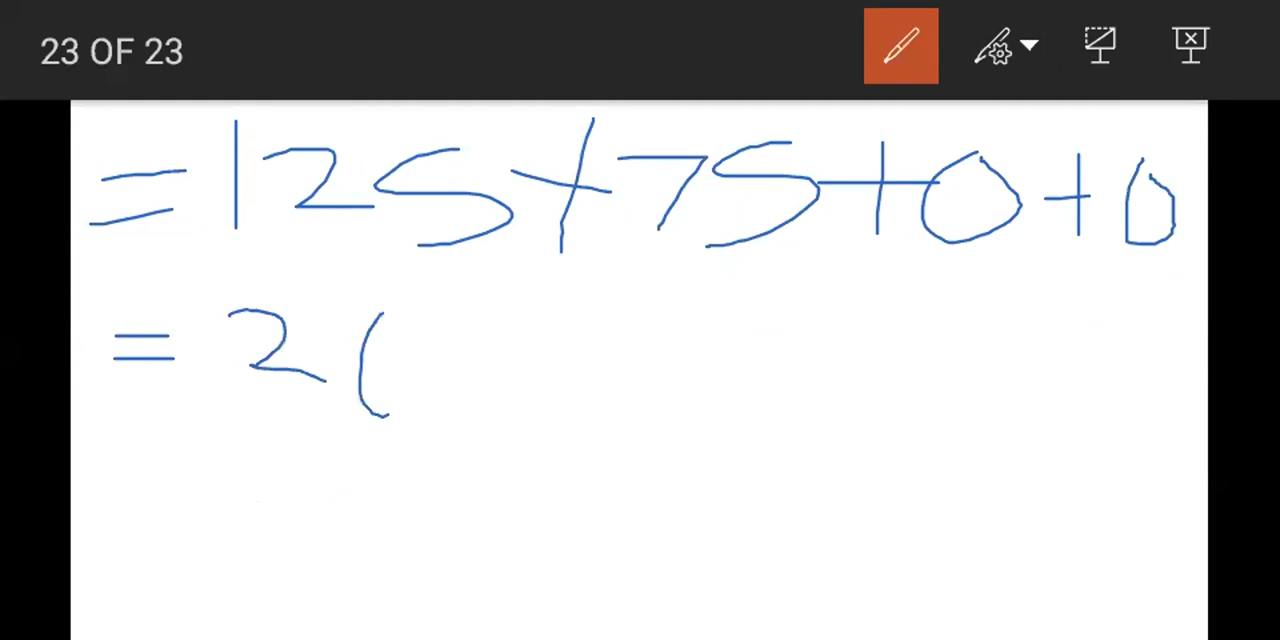 23 OF 23
=125+75+0+0
= 2(